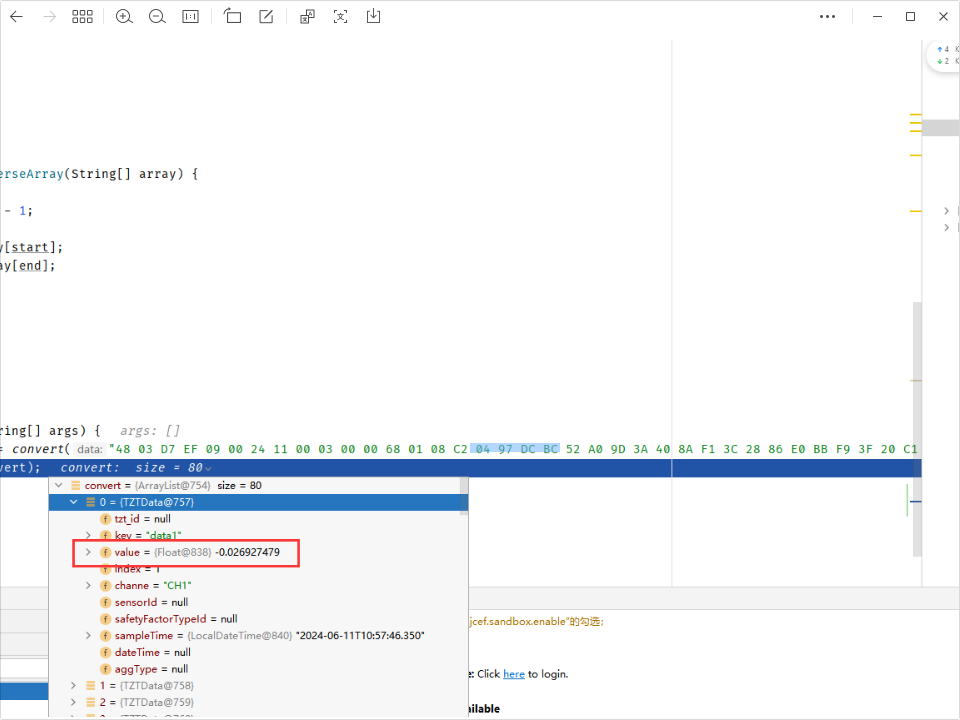 4 K
2 K
erseArray(String[] array) {
- 1;
y[start];
ay[end];
ring[] args) { args: []
= convert( data: "48 03 D7 EF 09 00 24 11 00 03 00 00 68 01 08 C2 04 97 DC BC 52 A0 9D 3A 40 8A F1 3C 28 86 E0 BB F9 3F 20 C1
vert); convert: size = 80
convert = {ArrayList@754} size = 80
0 = {TZTData@757}
tzt_id = null
key = "data1"
value = {Float@838} -0.026927479
index = 1
channe = "CH1"
sensorId = null
safetyFactorTypeId = null
sampleTime = {LocalDateTime@840} "2024-06-11T10:57:46.350"
jcef.sandbox.enable"的勾选;
dateTime = null
aggType = null
: Click here to login.
1 = {TZTData@758}
2 = {TZTData@759}
ailable